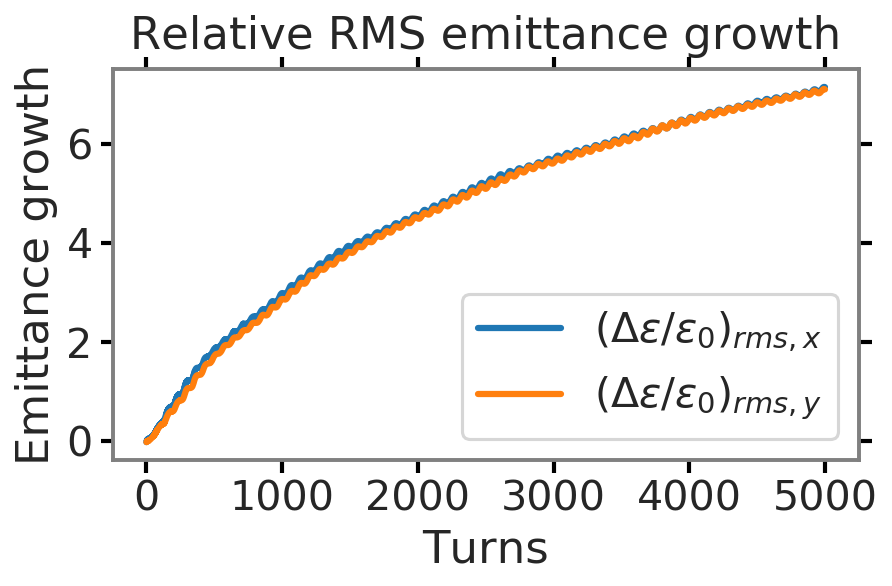 Relative RMS emittance growth
Emittance growth
6
4
2
0
(Δε/ε₀)rms, x
(Δε/ε₀)rms, y
0 1000 2000 3000 4000 5000
Turns